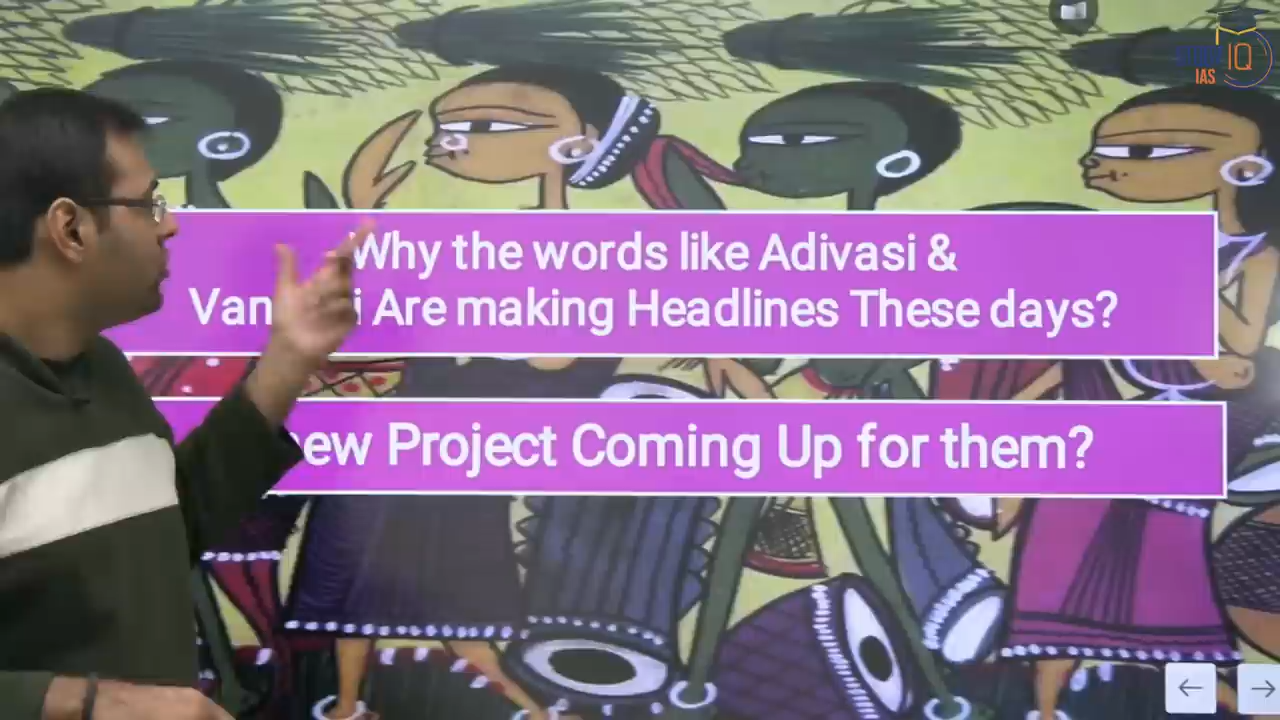 IQ
IAS
Why the words like Adivasi &
Are making Headlines These days?
Project Coming Up for them?